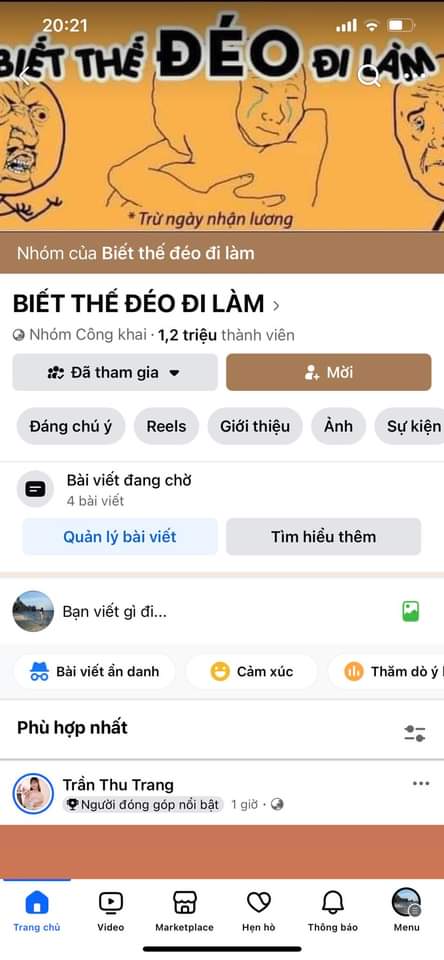 20:21
BIẾT THẾ ĐÉO ĐI LÀM
* Trừ ngày nhận lương
Nhóm của Biết thế đéo đi làm
BIẾT THẾ ĐÉO ĐI LÀM
Nhóm Công khai · 1,2 triệu thành viên
Đã tham gia
Mời
Đáng chú ý
Reels
Giới thiệu
Ảnh
Sự kiện
Bài viết đang chờ
4 bài viết
Quản lý bài viết
Tìm hiểu thêm
Bạn viết gì đi...
Bài viết ẩn danh
Cảm xúc
Thăm dò ý
Phù hợp nhất
Trần Thu Trang
Người đóng góp nổi bật 1 giờ ·
Trang chủ
Video
Marketplace
Hẹn hò
Thông báo
Menu